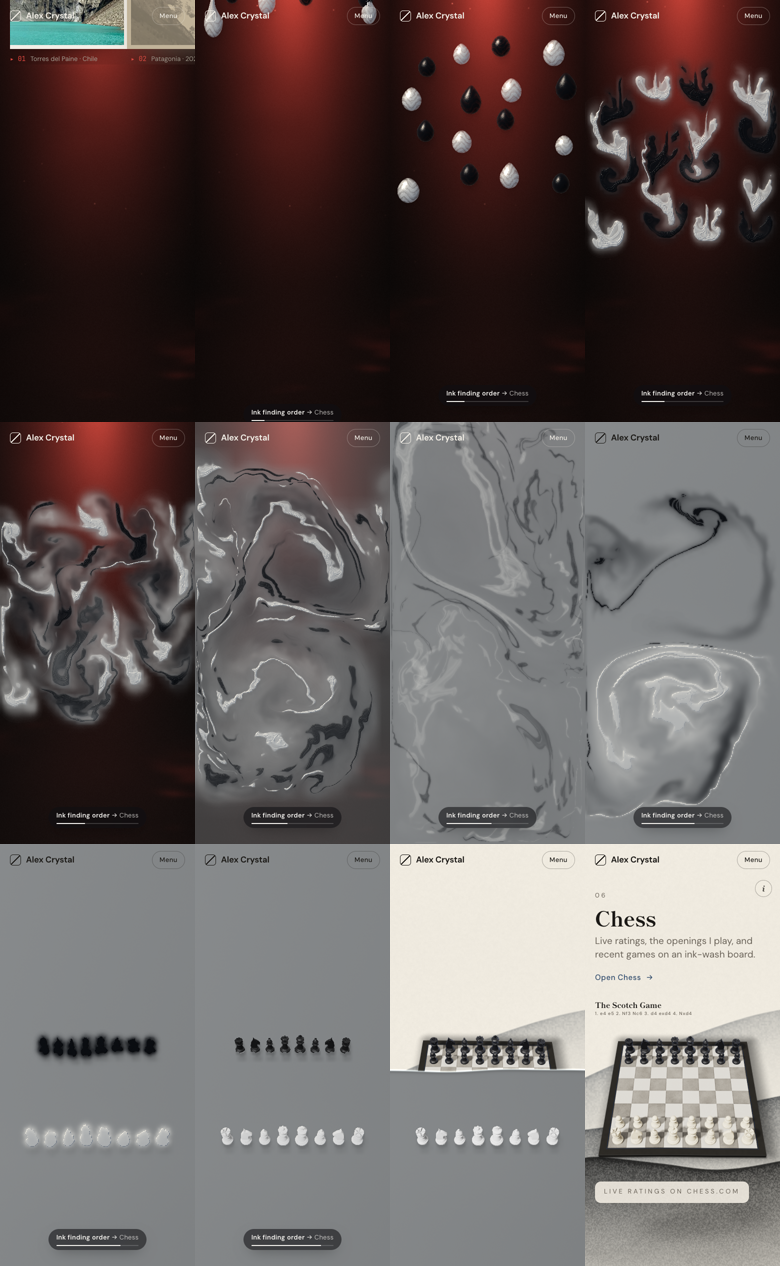 Alex Crystal
Menu
01 Torres del Paine · Chile
02 Patagonia · 202
Alex Crystal
Menu
Ink finding order → Chess
Alex Crystal
Menu
Ink finding order → Chess
Alex Crystal
Menu
Ink finding order → Chess
Alex Crystal
Menu
Ink finding order → Chess
Alex Crystal
Menu
Ink finding order → Chess
Alex Crystal
Menu
Ink finding order → Chess
Alex Crystal
Menu
Ink finding order → Chess
Alex Crystal
Menu
Ink finding order → Chess
Alex Crystal
Menu
Ink finding order → Chess
Alex Crystal
Menu
Alex Crystal
Menu
i
06
Chess
Live ratings, the openings I play, and
recent games on an ink-wash board.
Open Chess →
The Scotch Game
1. e4 e5 2. Nf3 Nc6 3. d4 exd4 4. Nxd4
LIVE RATINGS ON CHESS.COM